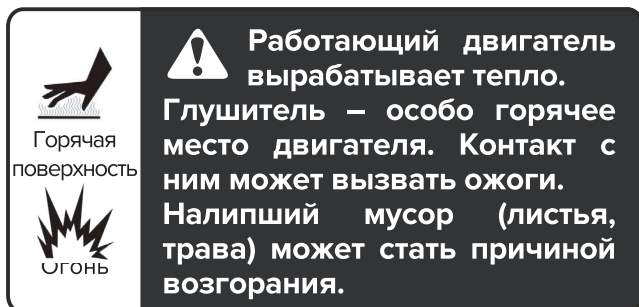 Горячая
поверхность
Огонь
Работающий двигатель
вырабатывает тепло.
Глушитель – особо горячее
место двигателя. Контакт с
ним может вызвать ожоги.
Налипший мусор (листья,
трава) может стать причиной
возгорания.